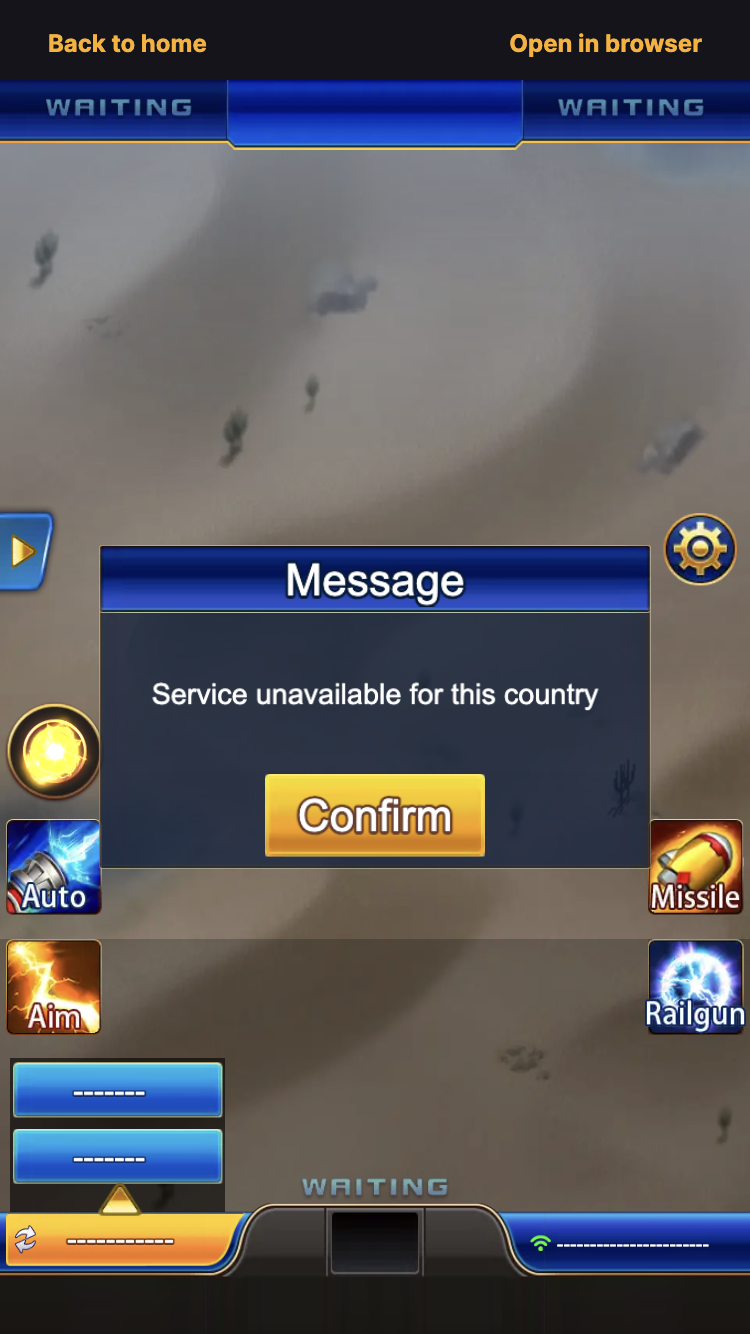 Back to home
Open in browser
WAITING
WAITING
Message
Service unavailable for this country
Confirm
Auto
Missile
Aim
Railgun
-------
-------
WAITING
-----------
-----------------------